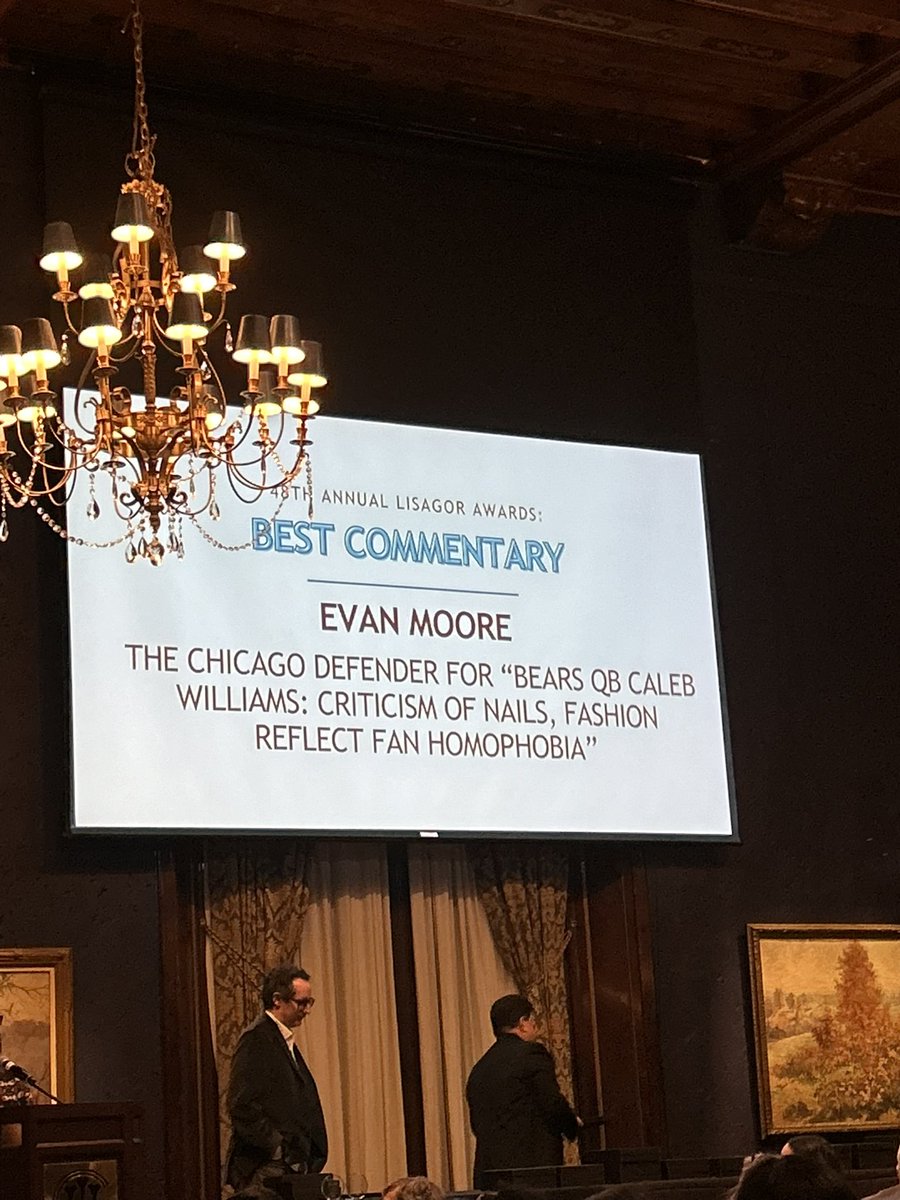 48TH ANNUAL LISAGOR AWARDS:
BEST COMMENTARY
EVAN MOORE
THE CHICAGO DEFENDER FOR “BEARS QB CALEB
WILLIAMS: CRITICISM OF NAILS, FASHION
REFLECT FAN HOMOPHOBIA”